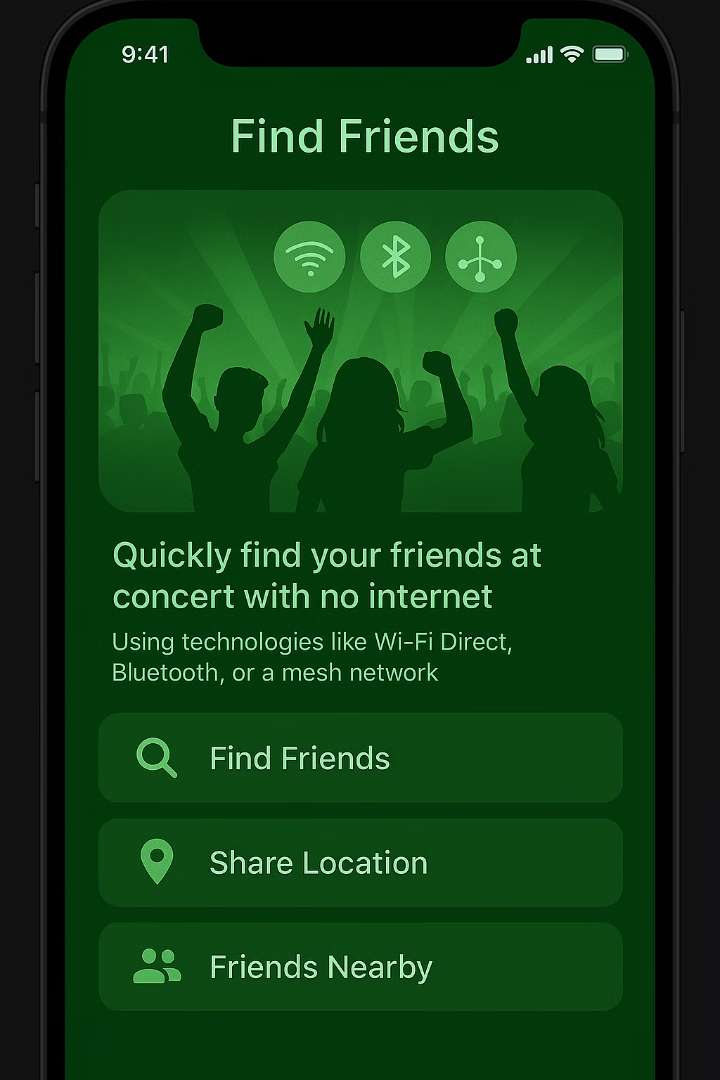 9:41
Find Friends
Quickly find your friends at
concert with no internet
Using technologies like Wi-Fi Direct,
Bluetooth, or a mesh network
Find Friends
Share Location
Friends Nearby